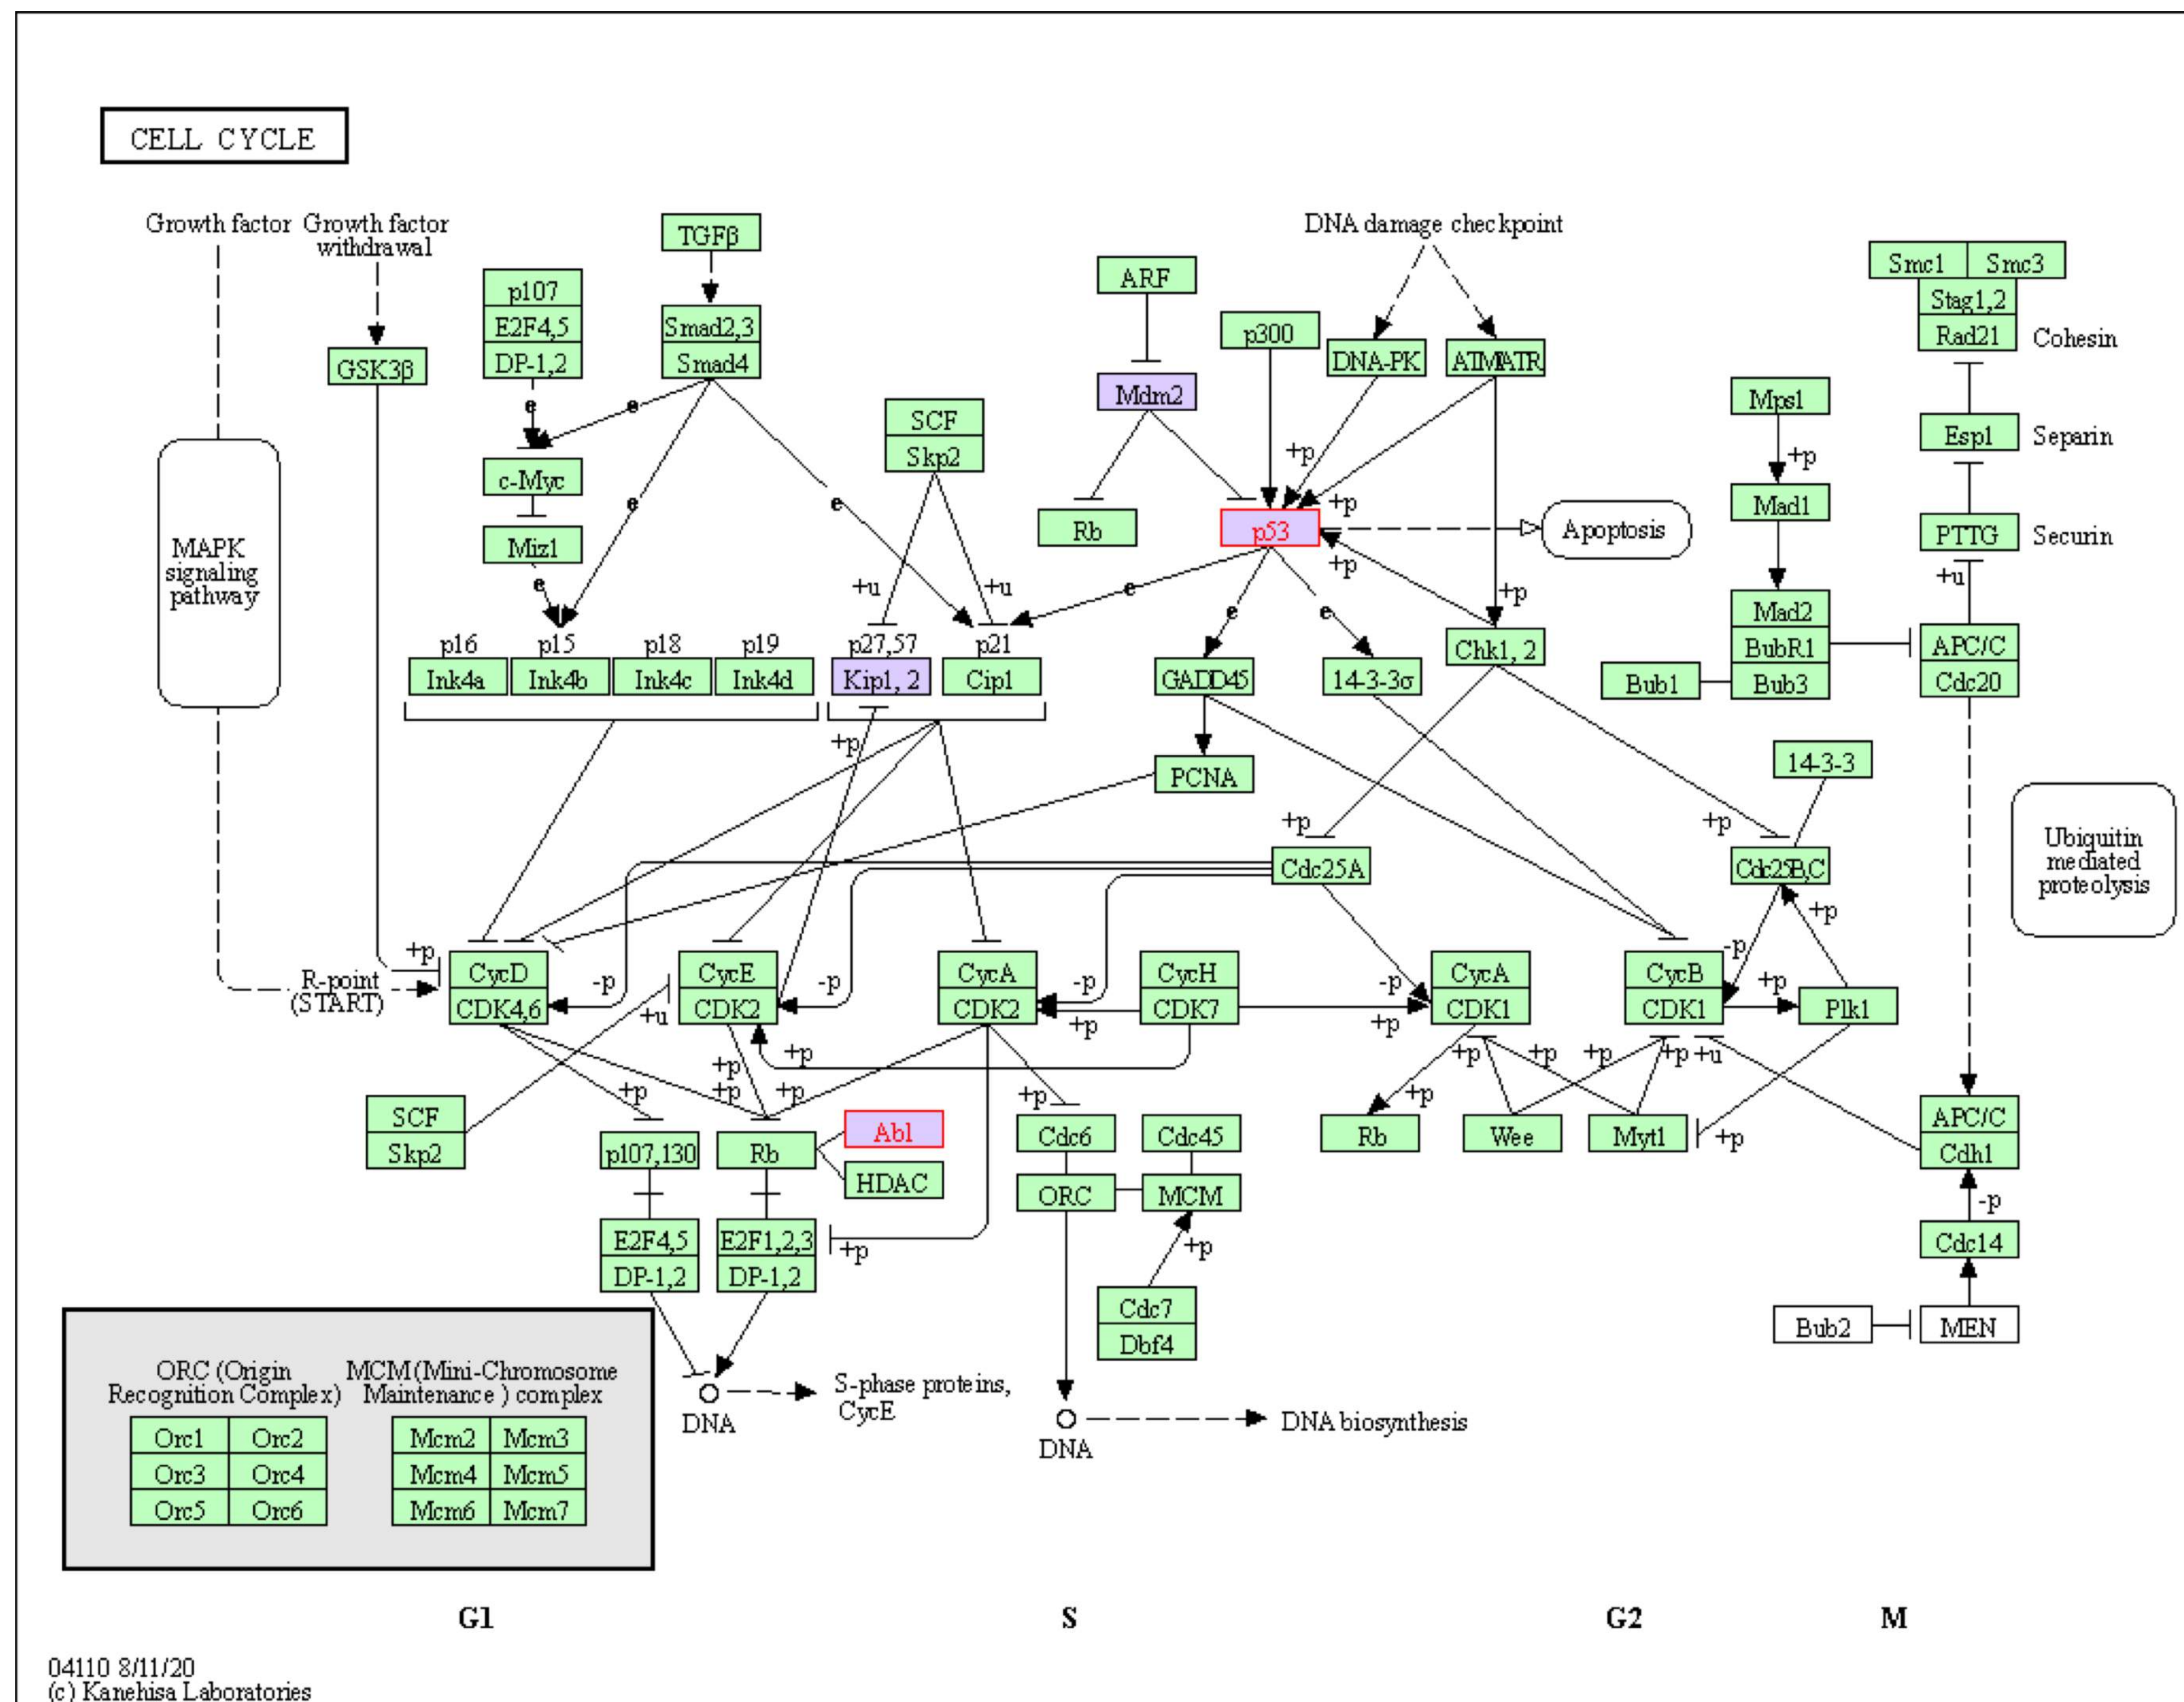 CELL CYCLE
Growth factor
Growth factor
withdrawal
TGFβ
DNA damage checkpoint
ARF
Smc1
Smc3
Stag1,2
Rad21
Cohesin
p107
E2F4,5
DP-1,2
Smad2,3
Smad4
p300
DNA-PK
ATM/ATR
GSK3β
Mdm2
Mps1
SCF
Skp2
Esp1
Separin
e
e
+p
+p
c-Myc
e
e
+p
Mad1
Rb
p53
Apoptosis
PTTG
Securin
MAPK
signaling
pathway
Miz1
e
+u
+u
e
e
e
+p
+p
+u
Mad2
BubR1
Bub3
Bub1
APC/C
Cdc20
p16
p15
p18
p19
p27,57
p21
Ink4a
Ink4b
Ink4c
Ink4d
Kip1, 2
Cip1
GADD45
14-3-3σ
Chk1, 2
+p
PCNA
14-3-3
+p
+p
Cdc25A
Cdc25B,C
Ubiquitin
mediated
proteolysis
+p
+p
-p
R-point
(START)
CycD
CDK4,6
-p
CycE
CDK2
-p
CycA
CDK2
-p
CycH
CDK7
-p
CycA
CDK1
CycB
CDK1
+p
Plk1
+u
+p
+p
+p
+p
+p
+p
+p
+p
+u
+p
+p
+p
+p
+p
SCF
Skp2
p107,130
Rb
Abl
HDAC
Cdc6
Cdc45
Rb
Wee
Myt1
+p
APC/C
Cdh1
ORC
MCM
-p
E2F4,5
DP-1,2
E2F1,2,3
DP-1,2
+p
+p
Cdc14
Cdc7
Dbf4
Bub2
MEN
ORC (Origin
Recognition Complex)
MCM (Mini-Chromosome
Maintenance ) complex
Orc1
Orc2
Orc3
Orc4
Orc5
Orc6
Mcm2
Mcm3
Mcm4
Mcm5
Mcm6
Mcm7
DNA
S-phase proteins,
CycE
DNA
DNA biosynthesis
G1
S
G2
M
04110 8/11/20
(c) Kanehisa Laboratories